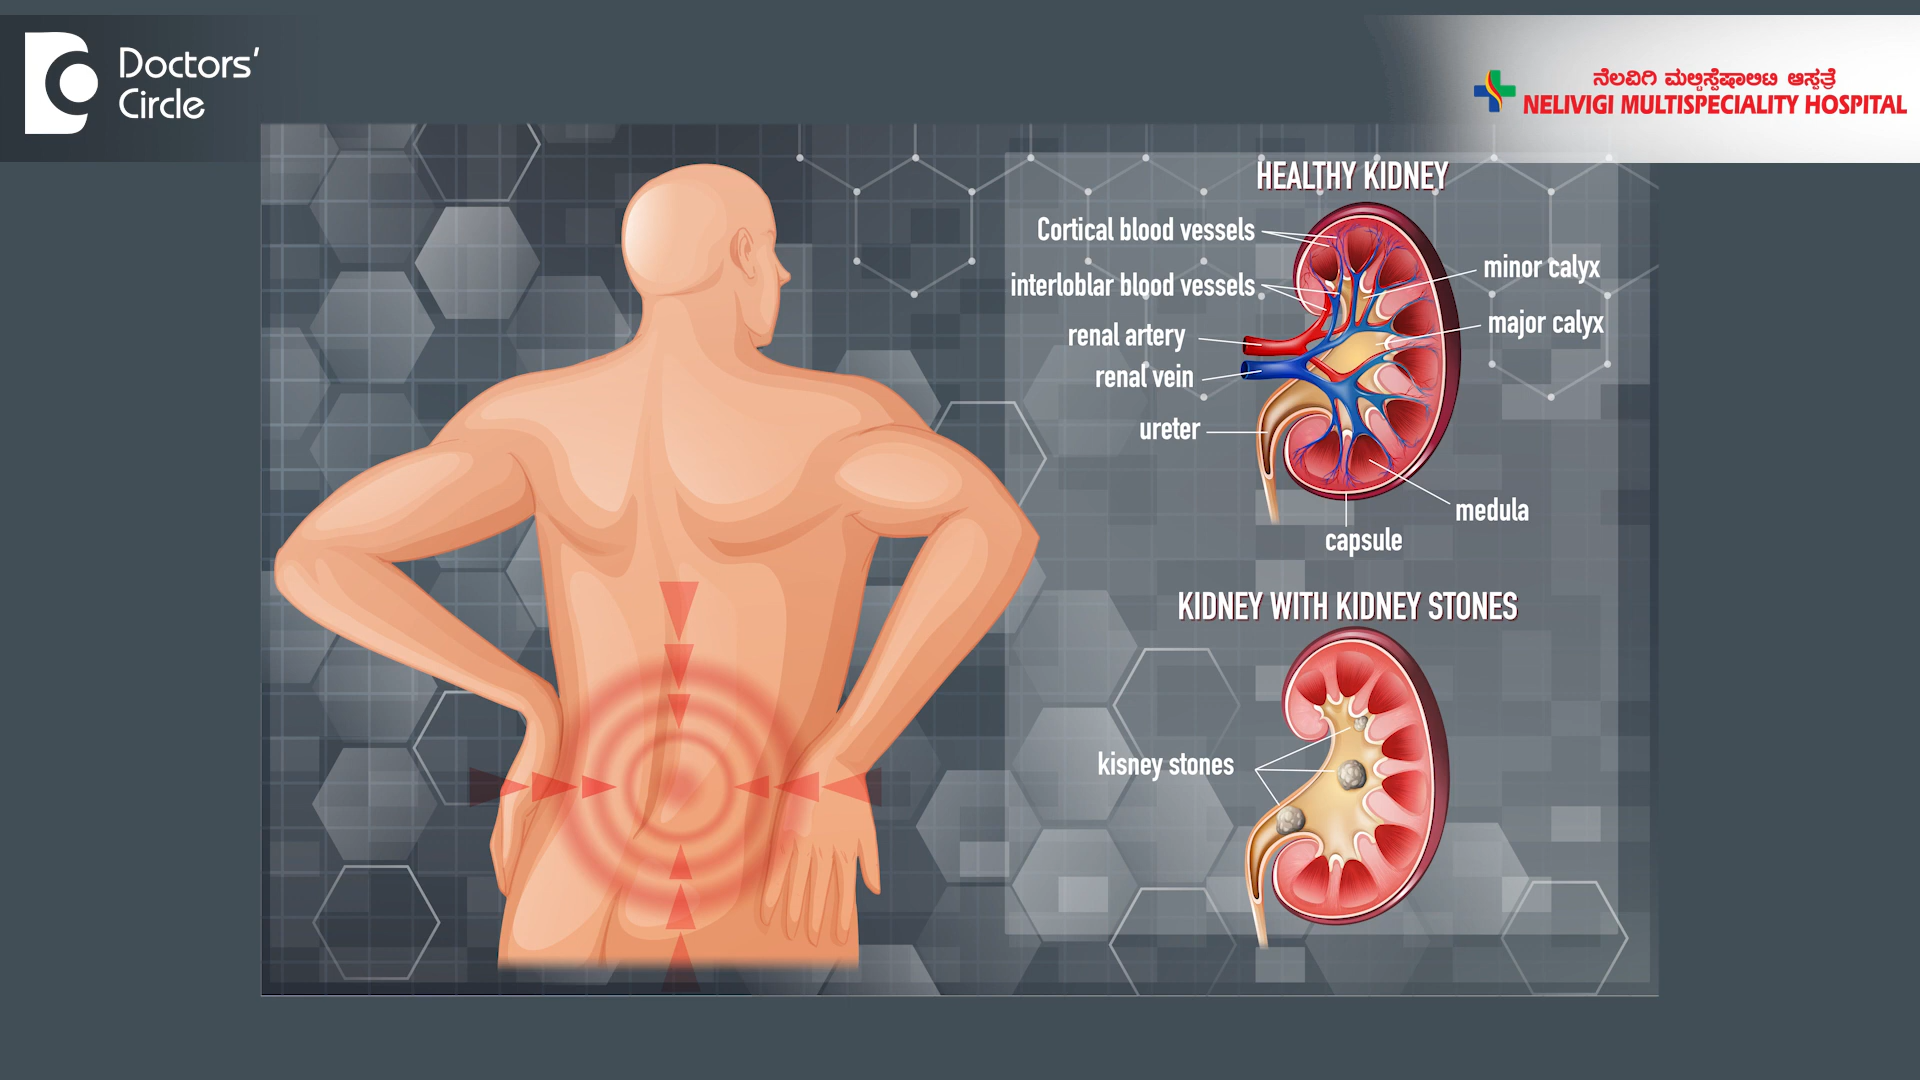 Doctors'
Circle
ನೆಲವಿಗಿ ಮಲ್ಟಿಸ್ಪೆಷಾಲಿಟಿ ಆಸ್ಪತ್ರೆ
NELIVIGI MULTISPECIALITY HOSPITAL
HEALTHY KIDNEY
Cortical blood vessels
interloblar blood vessels
renal artery
renal vein
ureter
minor calyx
major calyx
medula
capsule
KIDNEY WITH KIDNEY STONES
kisney stones